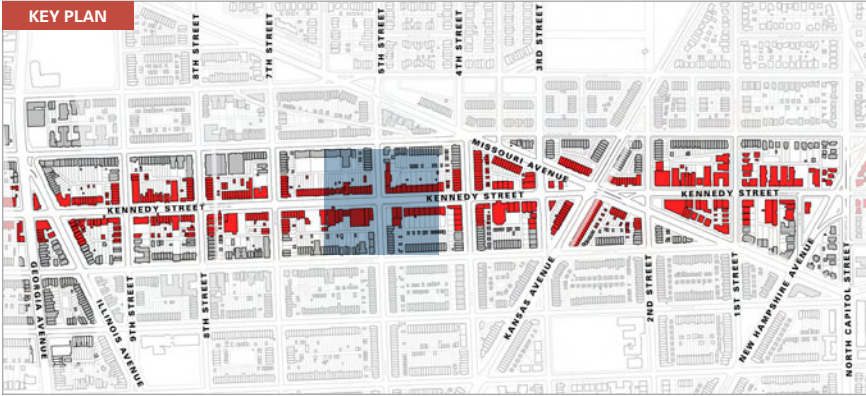 KEY PLAN
8TH STREET
7TH STREET
5TH STREET
4TH STREET
3RD STREET
MISSOURI AVENUE
KENNEDY STREET
KENNEDY STREET
KENNEDY STREET
GEORGIA AVENUE
ILLINOIS AVENUE
9TH STREET
8TH STREET
KANSAS AVENUE
2ND STREET
1ST STREET
NEW HAMPSHIRE AVENUE
NORTH CAPITOL STREET